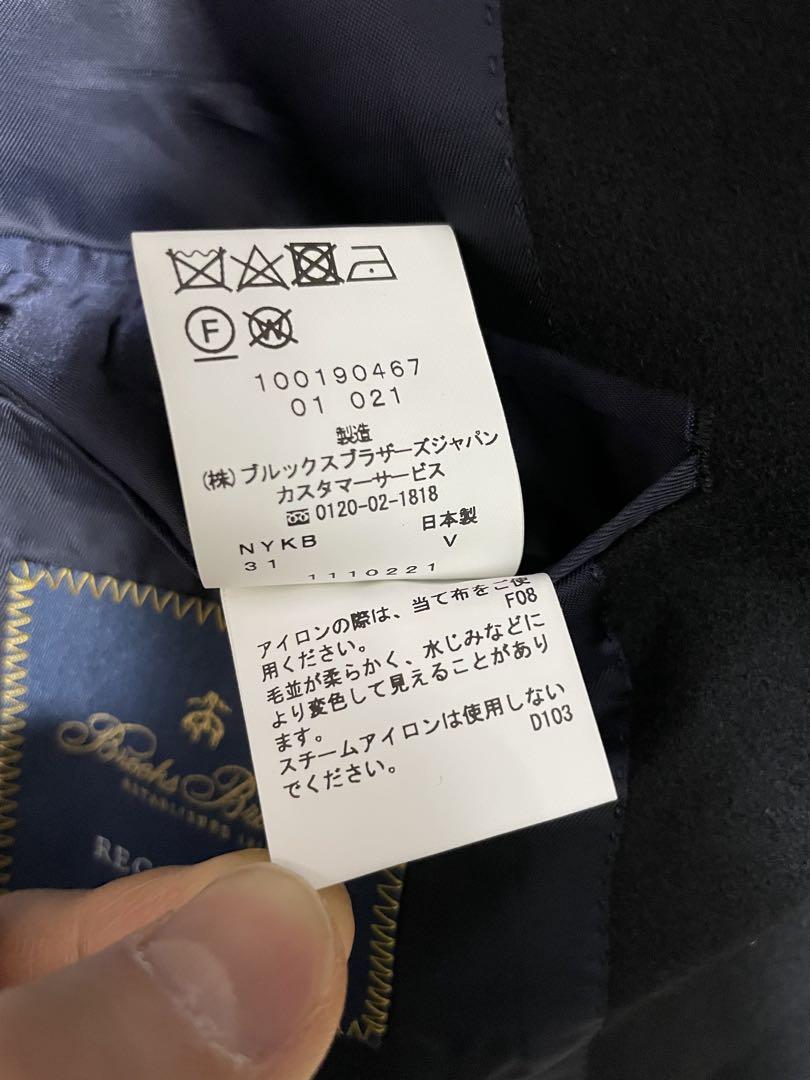 F W
100190467
01 021
製造
(株)ブルックスブラザーズジャパン
カスタマーサービス
0120-02-1818
NYKB 日本製
31 V
1110221
アイロンの際は、当て布をご使
用ください。 F08
毛並が柔らかく、水じみなどに
より変色して見えることがあり
ます。
スチームアイロンは使用しない
でください。 D103
Brooks
ESTABLISHED